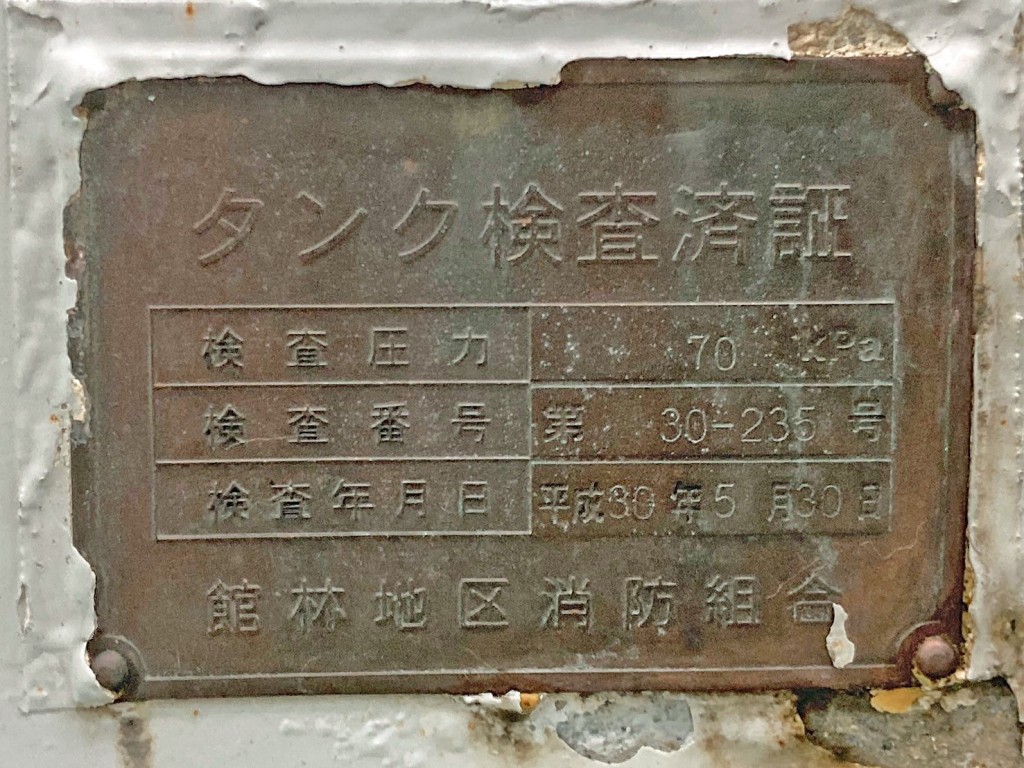 タンク検査済証
検査圧力 70 kPa
検査番号 第 30-235 号
検査年月日 平成30年5月30日
館林地区消防組合